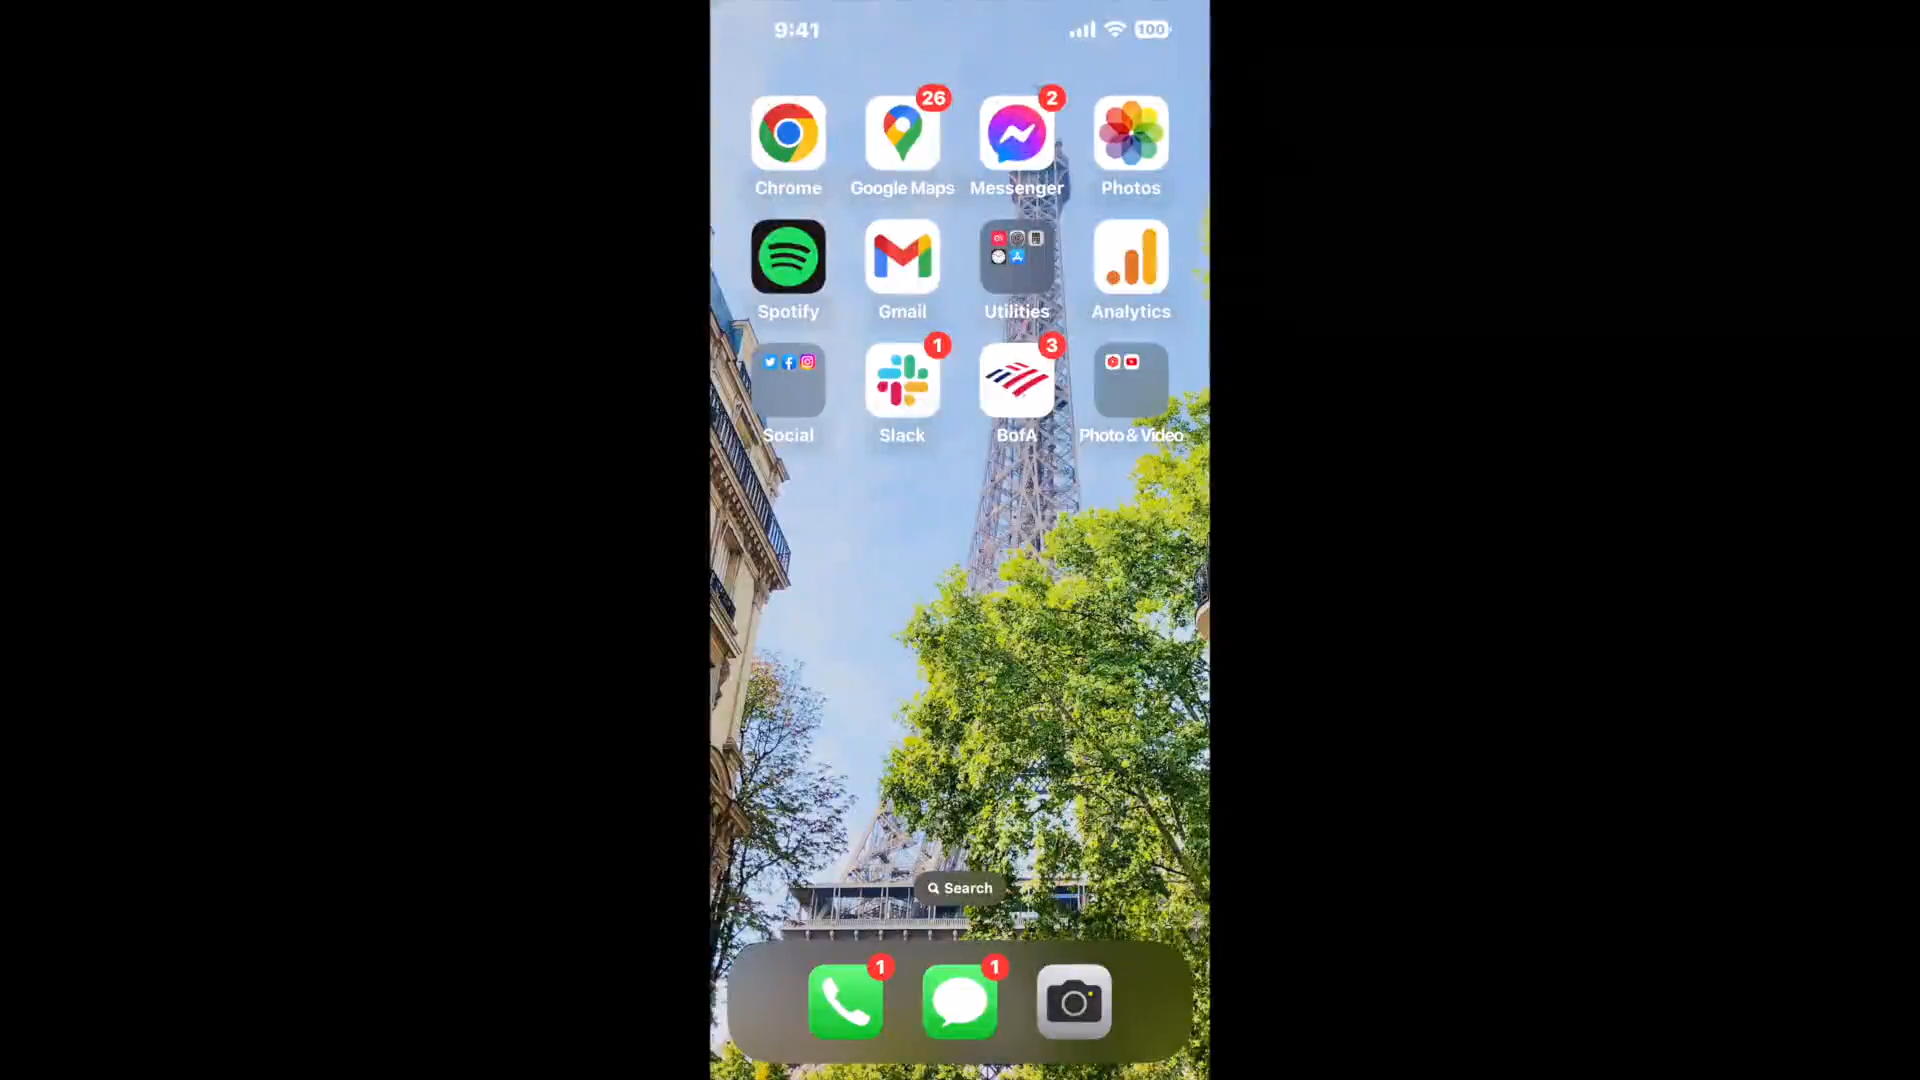 9:41
100
26
2
Chrome
Google Maps
Messenger
Photos
Spotify
Gmail
Utilities
Analytics
1
3
Social
Slack
BofA
Photo & Video
Search
1
1